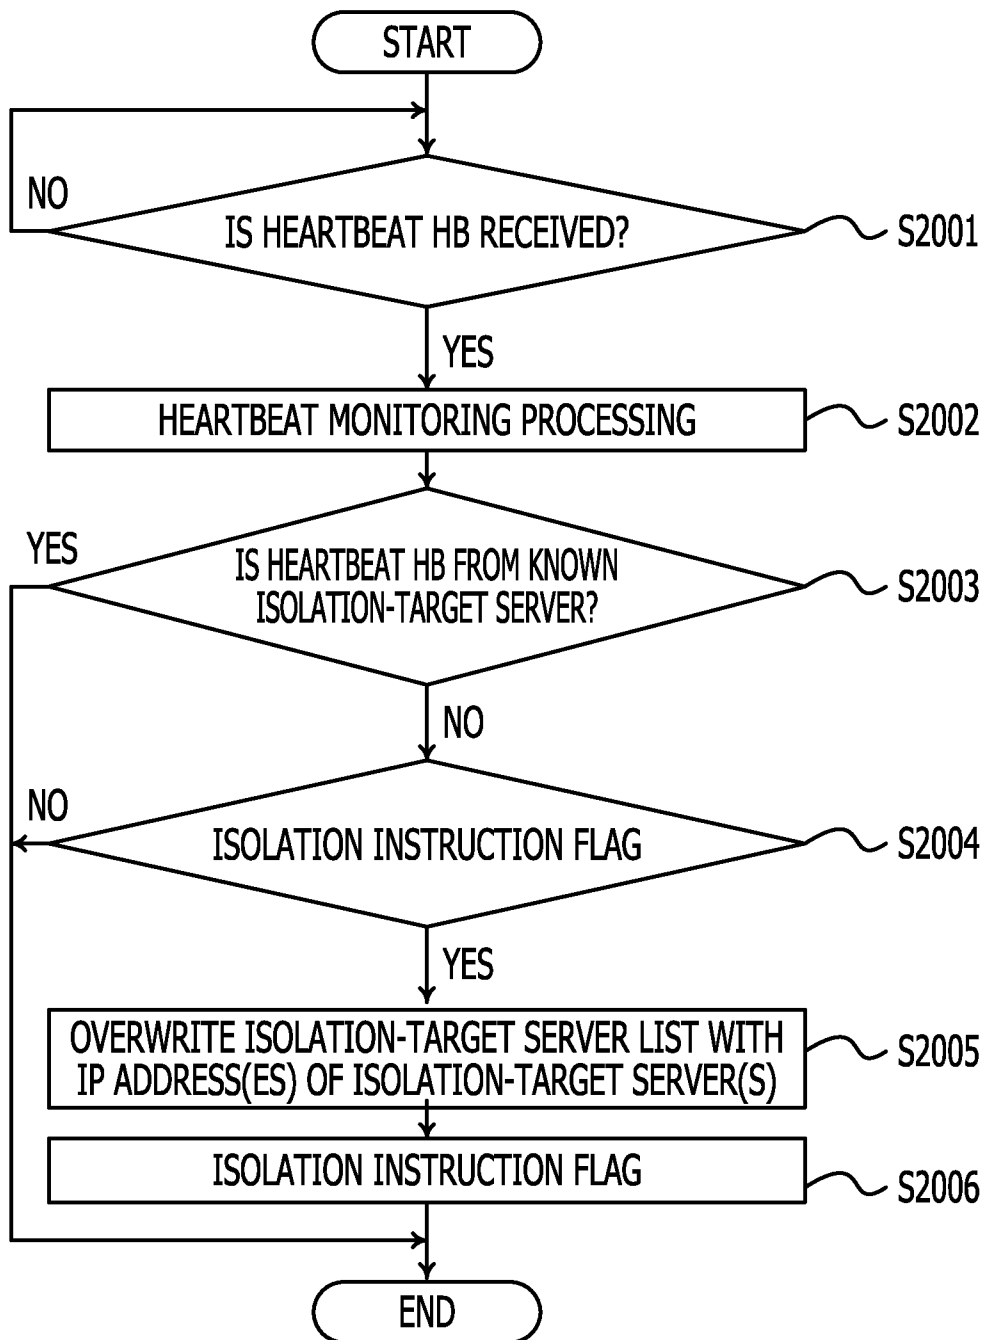 START
NO
IS HEARTBEAT HB RECEIVED?
S2001
YES
HEARTBEAT MONITORING PROCESSING
S2002
YES
IS HEARTBEAT HB FROM KNOWN
ISOLATION-TARGET SERVER?
S2003
NO
NO
ISOLATION INSTRUCTION FLAG
S2004
YES
OVERWRITE ISOLATION-TARGET SERVER LIST WITH
IP ADDRESS(ES) OF ISOLATION-TARGET SERVER(S)
S2005
ISOLATION INSTRUCTION FLAG
S2006
END